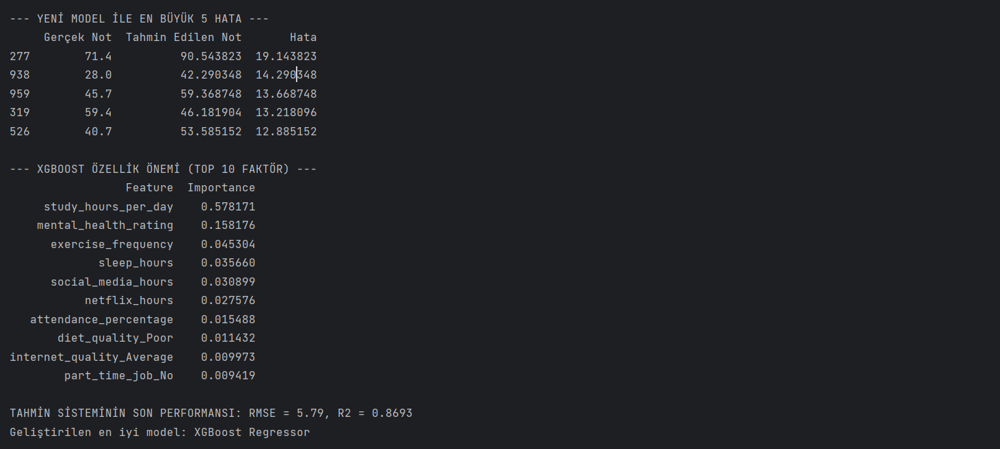 --- YENİ MODEL İLE EN BÜYÜK 5 HATA ---
Gerçek Not Tahmin Edilen Not Hata
277 71.4 90.543823 19.143823
938 28.0 42.290348 14.290348
959 45.7 59.368748 13.668748
319 59.4 46.181904 13.218096
526 40.7 53.585152 12.885152
--- XGBOOST ÖZELLİK ÖNEMİ (TOP 10 FAKTÖR) ---
Feature Importance
study_hours_per_day 0.578171
mental_health_rating 0.158176
exercise_frequency 0.045304
sleep_hours 0.035660
social_media_hours 0.030899
netflix_hours 0.027576
attendance_percentage 0.015488
diet_quality_Poor 0.011432
internet_quality_Average 0.009973
part_time_job_No 0.009419
TAHMİN SİSTEMİNİN SON PERFORMANSI: RMSE = 5.79, R2 = 0.8693
Geliştirilen en iyi model: XGBoost Regressor